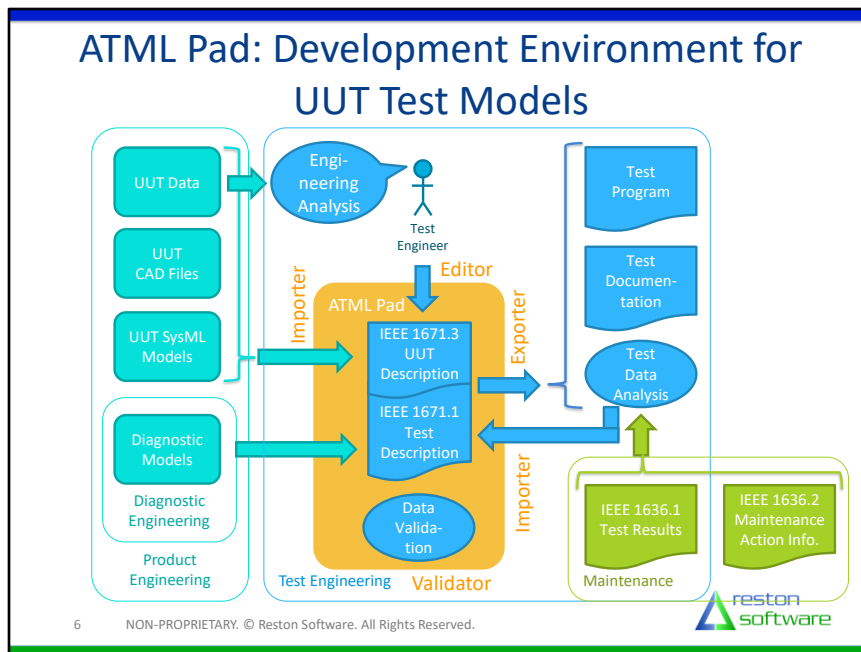 ATML Pad: Development Environment for
UUT Test Models
UUT Data
UUT
CAD Files
UUT SysML
Models
Diagnostic
Models
Diagnostic
Engineering
Product
Engineering
Engi-
neering
Analysis
Test
Engineer
Editor
Importer
ATML Pad
IEEE 1671.3
UUT
Description
IEEE 1671.1
Test
Description
Data
Valida-
tion
Exporter
Importer
Test Engineering
Validator
Test
Program
Test
Documen-
tation
Test
Data
Analysis
IEEE 1636.1
Test Results
IEEE 1636.2
Maintenance
Action Info.
Maintenance
6
NON-PROPRIETARY. © Reston Software. All Rights Reserved.
reston
software